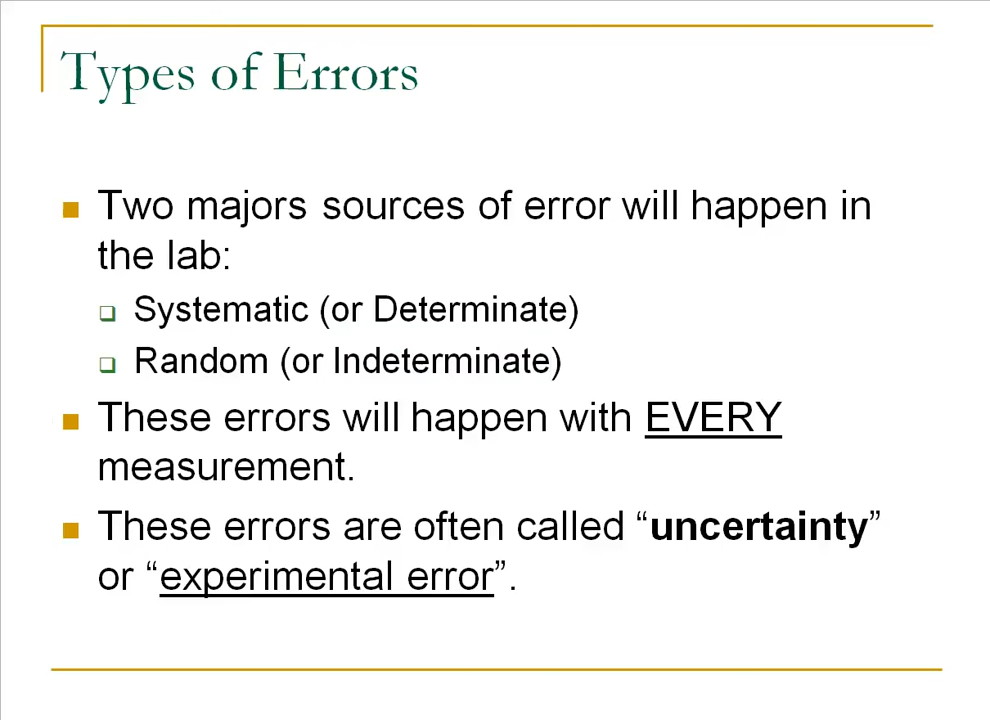 Types of Errors
Two majors sources of error will happen in
the lab:
Systematic (or Determinate)
Random (or Indeterminate)
These errors will happen with EVERY
measurement.
These errors are often called “uncertainty”
or “experimental error”.